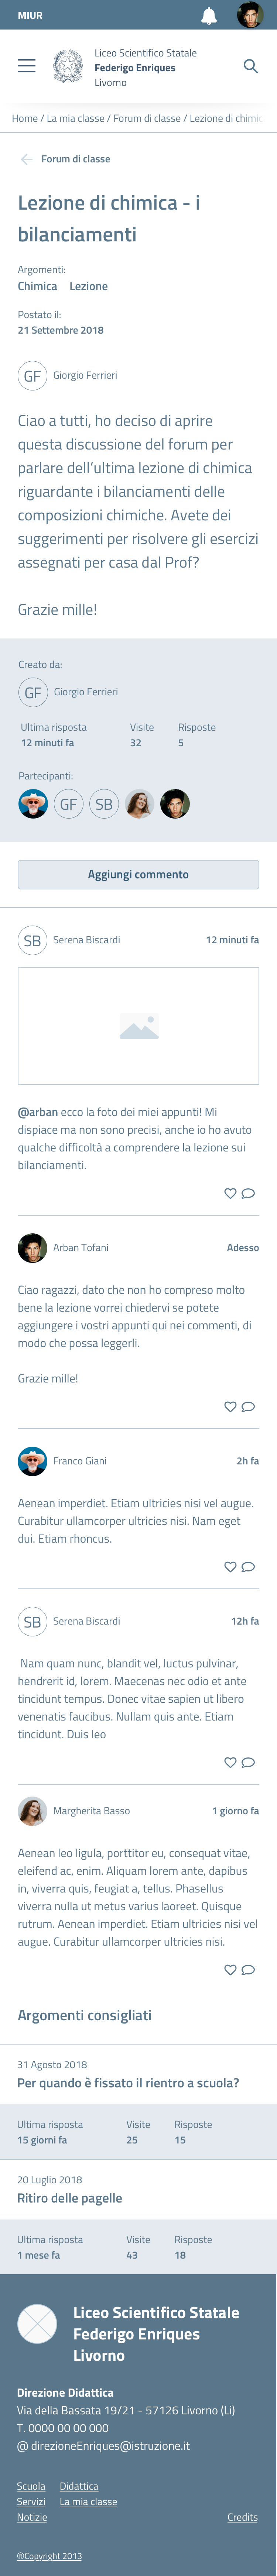 MIUR
Liceo Scientifico Statale
Federigo Enriques
Livorno
Home / La mia classe / Forum di classe / Lezione di chimic
Forum di classe
Lezione di chimica - i
bilanciamenti
Argomenti:
Chimica Lezione
Postato il:
21 Settembre 2018
GF Giorgio Ferrieri
Ciao a tutti, ho deciso di aprire
questa discussione del forum per
parlare dell'ultima lezione di chimica
riguardante i bilanciamenti delle
composizioni chimiche. Avete dei
suggerimenti per risolvere gli esercizi
assegnati per casa dal Prof?
Grazie mille!
Creato da:
GF Giorgio Ferrieri
Ultima risposta Visite Risposte
12 minuti fa 32 5
Partecipanti:
GF SB
Aggiungi commento
SB Serena Biscardi 12 minuti fa
@arban ecco la foto dei miei appunti! Mi
dispiace ma non sono precisi, anche io ho avuto
qualche difficoltà a comprendere la lezione sui
bilanciamenti.
Arban Tofani Adesso
Ciao ragazzi, dato che non ho compreso molto
bene la lezione vorrei chiedervi se potete
aggiungere i vostri appunti qui nei commenti, di
modo che possa leggerli.
Grazie mille!
Franco Giani 2h fa
Aenean imperdiet. Etiam ultricies nisi vel augue.
Curabitur ullamcorper ultricies nisi. Nam eget
dui. Etiam rhoncus.
SB Serena Biscardi 12h fa
Nam quam nunc, blandit vel, luctus pulvinar,
hendrerit id, lorem. Maecenas nec odio et ante
tincidunt tempus. Donec vitae sapien ut libero
venenatis faucibus. Nullam quis ante. Etiam
tincidunt. Duis leo
Margherita Basso 1 giorno fa
Aenean leo ligula, porttitor eu, consequat vitae,
eleifend ac, enim. Aliquam lorem ante, dapibus
in, viverra quis, feugiat a, tellus. Phasellus
viverra nulla ut metus varius laoreet. Quisque
rutrum. Aenean imperdiet. Etiam ultricies nisi vel
augue. Curabitur ullamcorper ultricies nisi.
Argomenti consigliati
31 Agosto 2018
Per quando è fissato il rientro a scuola?
Ultima risposta Visite Risposte
15 giorni fa 25 15
20 Luglio 2018
Ritiro delle pagelle
Ultima risposta Visite Risposte
1 mese fa 43 18
Liceo Scientifico Statale
Federigo Enriques
Livorno
Direzione Didattica
Via della Bassata 19/21 - 57126 Livorno (Li)
T. 0000 00 00 000
@ direzioneEnriques@istruzione.it
Scuola Didattica
Servizi La mia classe
Notizie Credits
®Copyright 2013